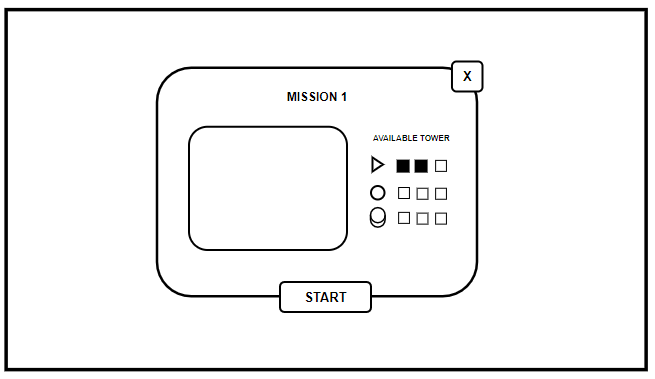 X
MISSION 1
AVAILABLE TOWER
START